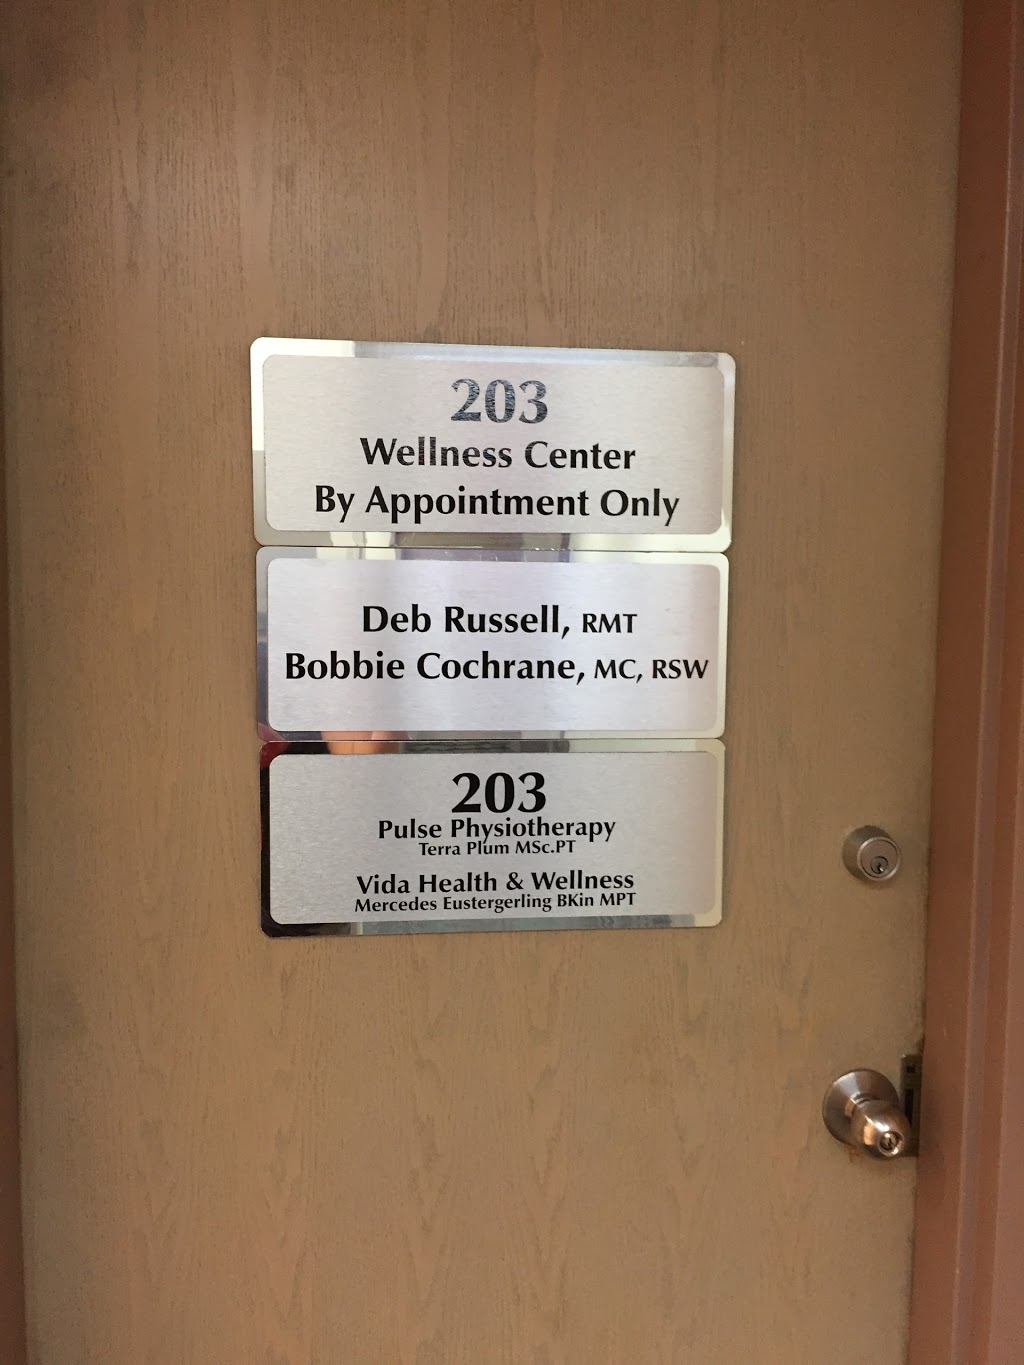 203
Wellness Center
By Appointment Only
Deb Russell, RMT
Bobbie Cochrane, MC, RSW
203
Pulse Physiotherapy
Terra Plum MSc.PT
Vida Health & Wellness
Mercedes Eustergerling BKin MPT